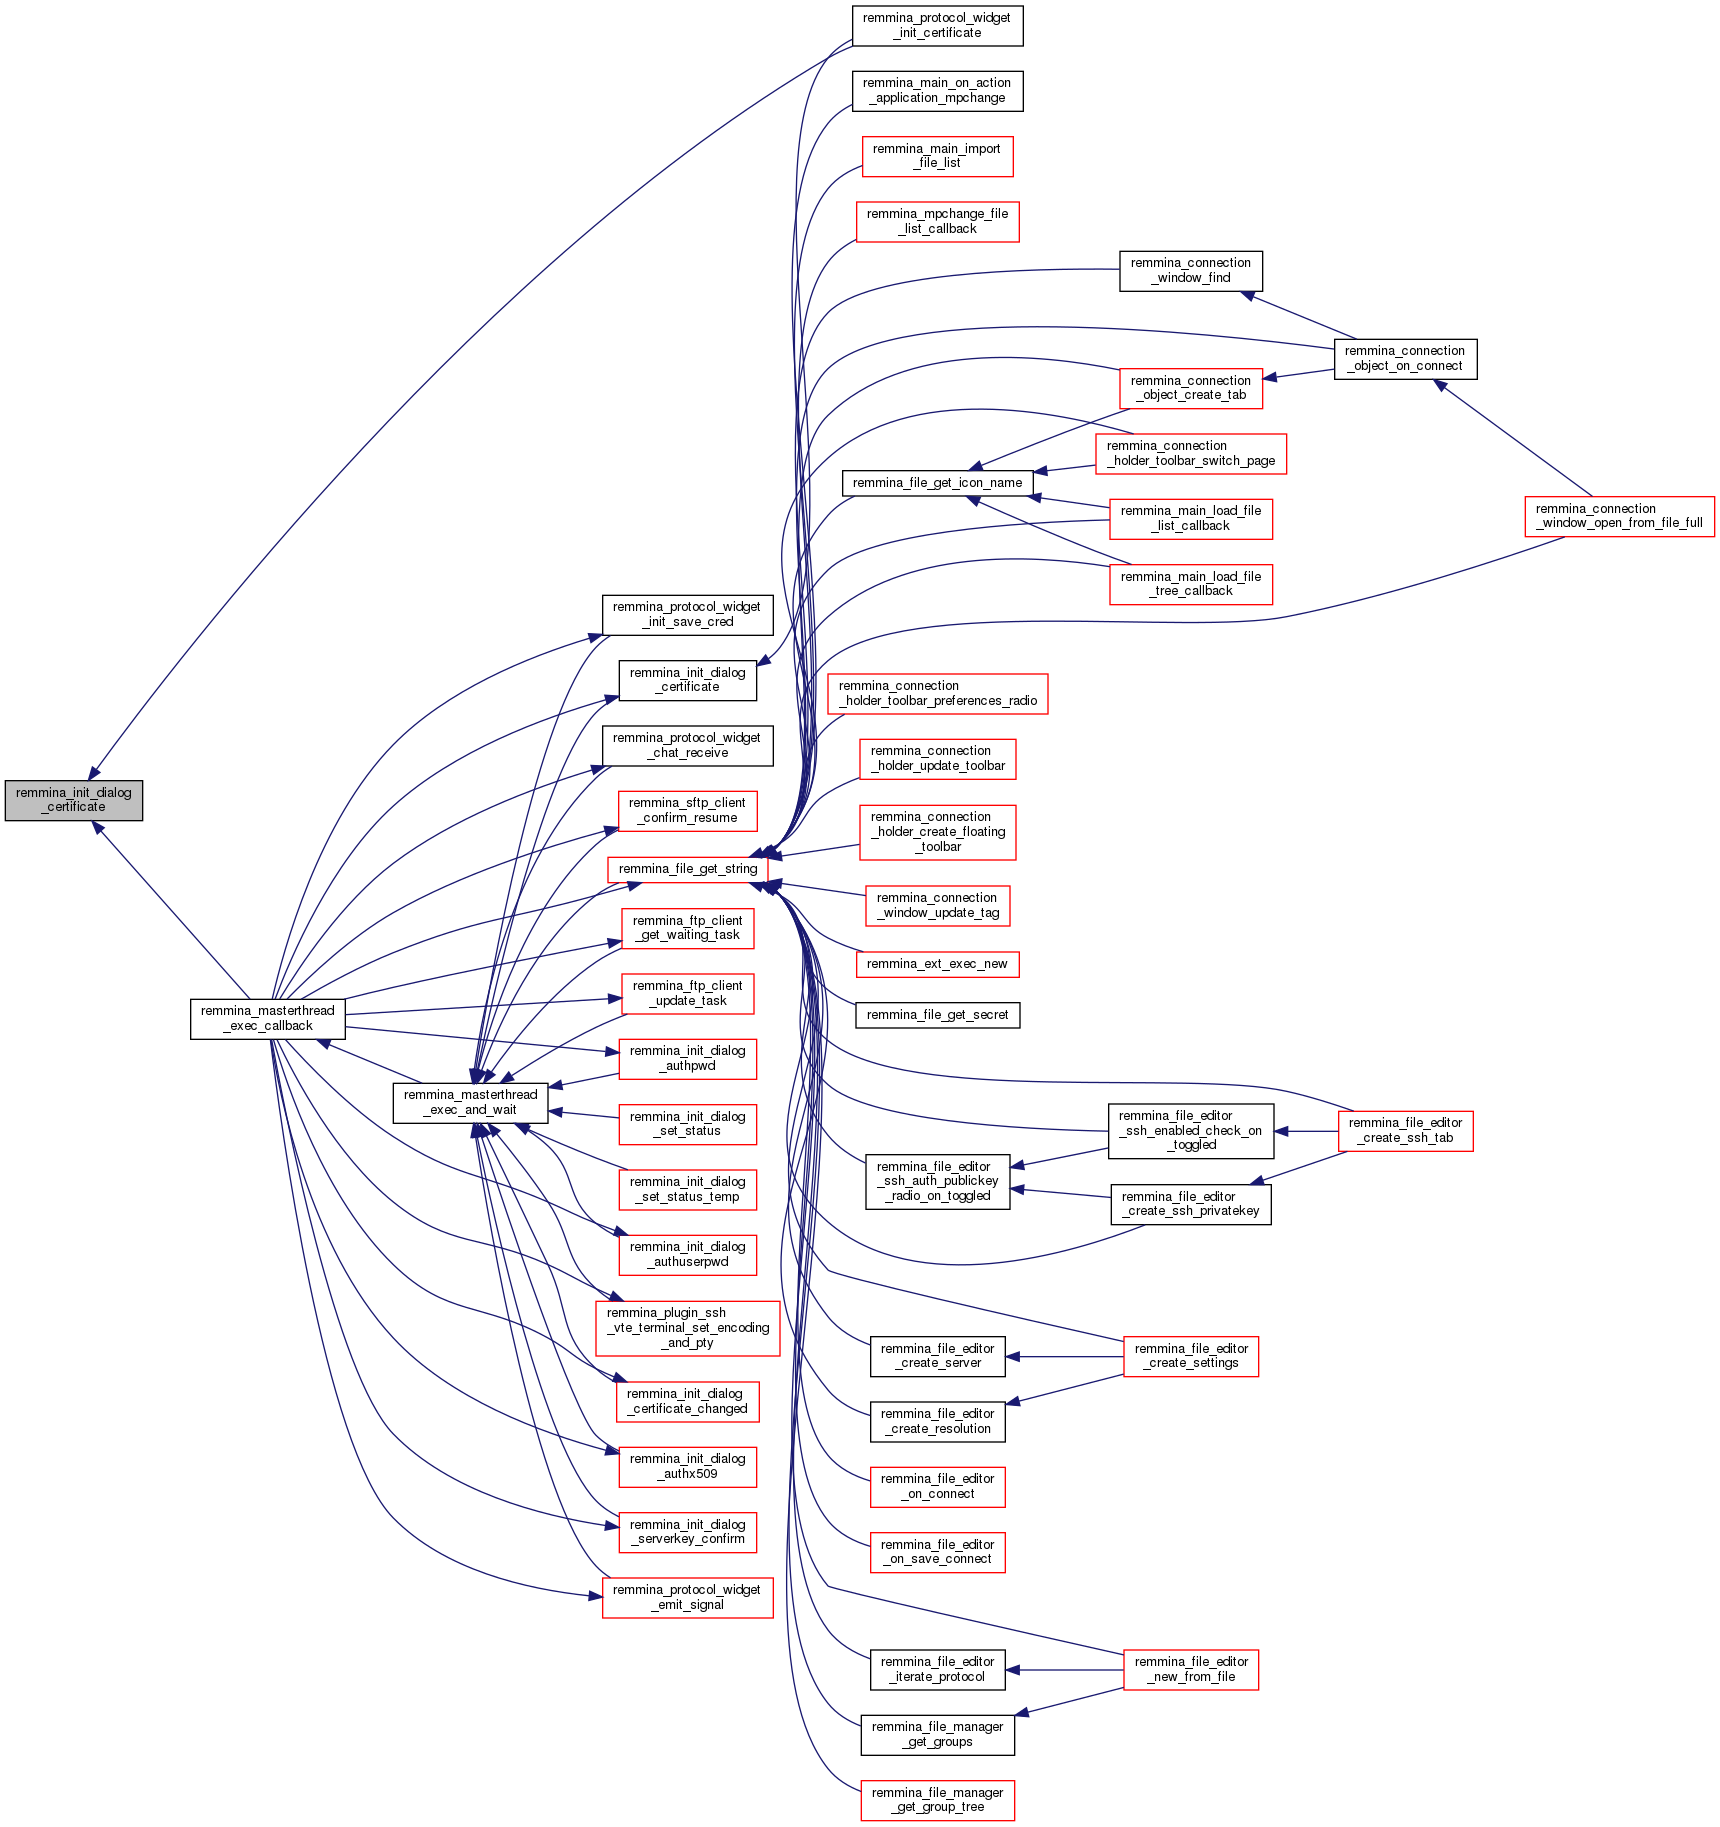 remmina_init_dialog
_certificate
remmina_masterthread
_exec_callback
remmina_masterthread
_exec_and_wait
remmina_protocol_widget
_init_save_cred
remmina_init_dialog
_certificate
remmina_protocol_widget
_chat_receive
remmina_sftp_client
_confirm_resume
remmina_file_get_string
remmina_ftp_client
_get_waiting_task
remmina_ftp_client
_update_task
remmina_init_dialog
_authpwd
remmina_init_dialog
_set_status
remmina_init_dialog
_set_status_temp
remmina_init_dialog
_authuserpwd
remmina_plugin_ssh
_vte_terminal_set_encoding
_and_pty
remmina_init_dialog
_certificate_changed
remmina_init_dialog
_authx509
remmina_init_dialog
_serverkey_confirm
remmina_protocol_widget
_emit_signal
remmina_protocol_widget
_init_certificate
remmina_main_on_action
_application_mpchange
remmina_main_import
_file_list
remmina_mpchange_file
_list_callback
remmina_file_get_icon_name
remmina_connection
_holder_toolbar_preferences_radio
remmina_connection
_holder_update_toolbar
remmina_connection
_holder_create_floating
_toolbar
remmina_connection
_window_update_tag
remmina_ext_exec_new
remmina_file_get_secret
remmina_file_editor
_ssh_auth_publickey
_radio_on_toggled
remmina_file_editor
_create_server
remmina_file_editor
_create_resolution
remmina_file_editor
_on_connect
remmina_file_editor
_on_save_connect
remmina_file_editor
_iterate_protocol
remmina_file_manager
_get_groups
remmina_file_manager
_get_group_tree
remmina_connection
_window_find
remmina_connection
_object_create_tab
remmina_connection
_holder_toolbar_switch_page
remmina_main_load_file
_list_callback
remmina_main_load_file
_tree_callback
remmina_file_editor
_ssh_enabled_check_on
_toggled
remmina_file_editor
_create_ssh_privatekey
remmina_file_editor
_create_settings
remmina_file_editor
_new_from_file
remmina_connection
_object_on_connect
remmina_file_editor
_create_ssh_tab
remmina_connection
_window_open_from_file_full